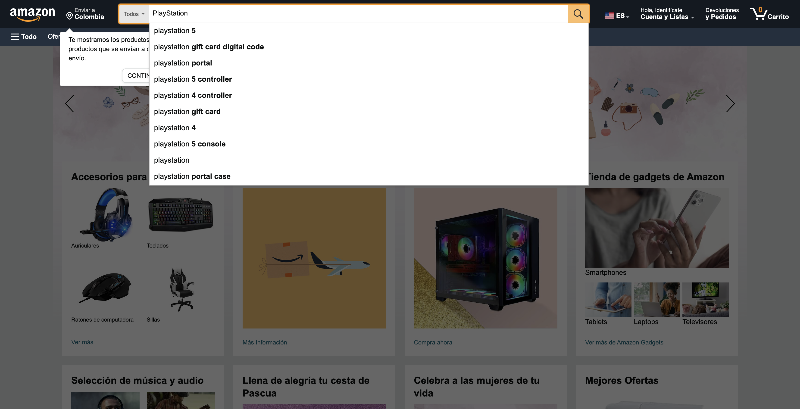 amazon
Enviar a
Colombia
Todos
PlayStation
ES
Hola, Identifícate
Cuenta y Listas
Devoluciones
y Pedidos
0
Carrito
Todo
Ofer
Te mostramos los productos
productos que se envían a
envío.
CONTIN
playstation 5
playstation gift card digital code
playstation portal
playstation 5 controller
playstation 4 controller
playstation gift card
playstation 4
playstation 5 console
playstation
playstation portal case
Accesorios para
Auriculares
Teclados
Ratones de computadora
Sillas
Ver más
Más información
Compra ahora
Tienda de gadgets de Amazon
Smartphones
Tablets
Laptops
Televisores
Ver más de Amazon Gadgets
Selección de música y audio
Llena de alegría tu cesta de
Pascua
Celebra a las mujeres de tu
vida
Mejores Ofertas